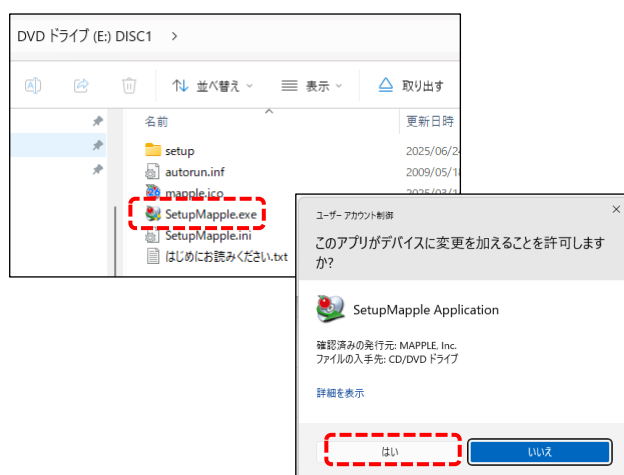 DVD ドライブ (E:) DISC1 >
並べ替え 表示 取り出す
名前 更新日時
setup 2025/06/24
autorun.inf 2009/05/18
mapple.ico
SetupMapple.exe
SetupMapple.ini
はじめにお読みください.txt
ユーザー アカウント制御
このアプリがデバイスに変更を加えることを許可します
か?
SetupMapple Application
確認済みの発行元: MAPPLE, Inc.
ファイルの入手先: CD/DVD ドライブ
詳細を表示
はい いいえ